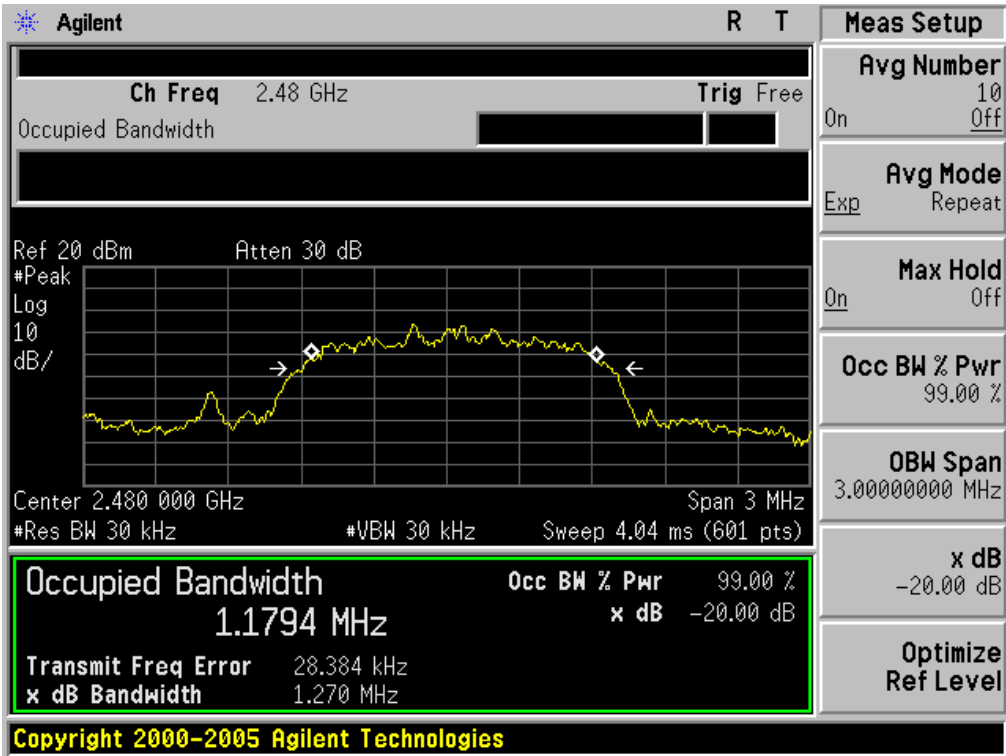 Agilent R T
Ch Freq 2.48 GHz Trig Free
Occupied Bandwidth
Ref 20 dBm Atten 30 dB
#Peak
Log
10
dB/
Center 2.480 000 GHz Span 3 MHz
#Res BW 30 kHz #VBW 30 kHz Sweep 4.04 ms (601 pts)
Occupied Bandwidth Occ BW % Pwr 99.00 %
1.1794 MHz x dB -20.00 dB
Transmit Freq Error 28.384 kHz
x dB Bandwidth 1.270 MHz
Copyright 2000-2005 Agilent Technologies
Meas Setup
Avg Number
10
On Off
Avg Mode
Exp Repeat
Max Hold
On Off
Occ BW % Pwr
99.00 %
OBW Span
3.00000000 MHz
x dB
-20.00 dB
Optimize
Ref Level